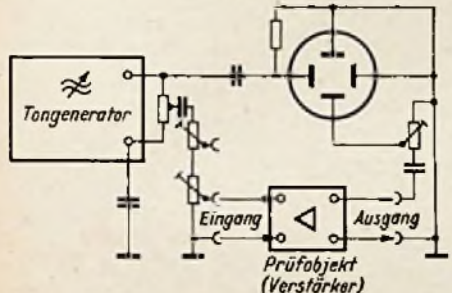 Tongenerator
Eingang
Ausgang
Prüfobjekt
(Verstärker)